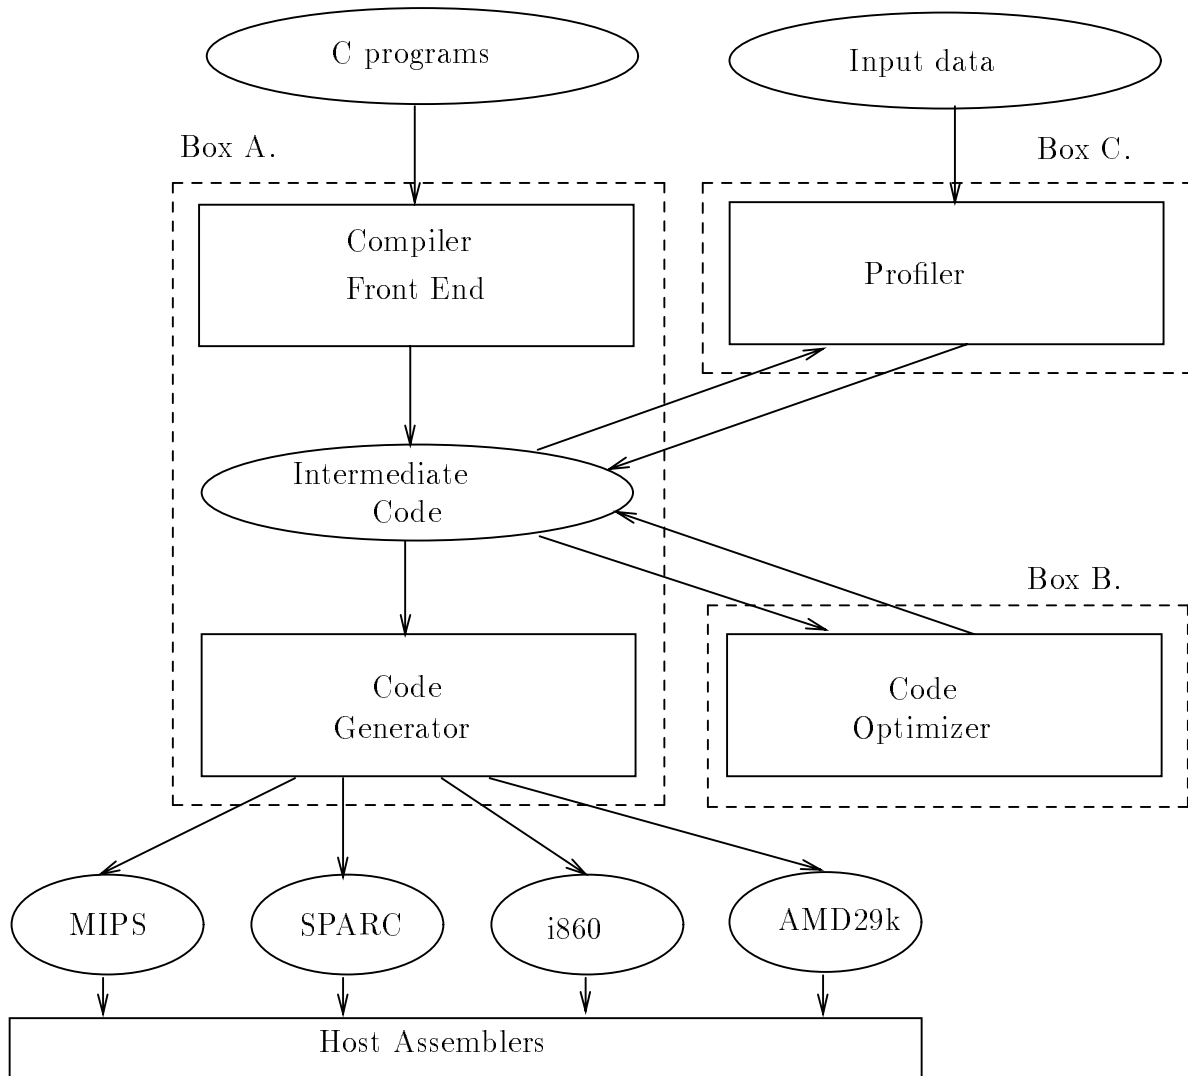 C programs
Input data
Box A.
Box C.
Compiler
Front End
Profiler
Intermediate
Code
Box B.
Code
Generator
Code
Optimizer
MIPS
SPARC
i860
AMD29k
Host Assemblers